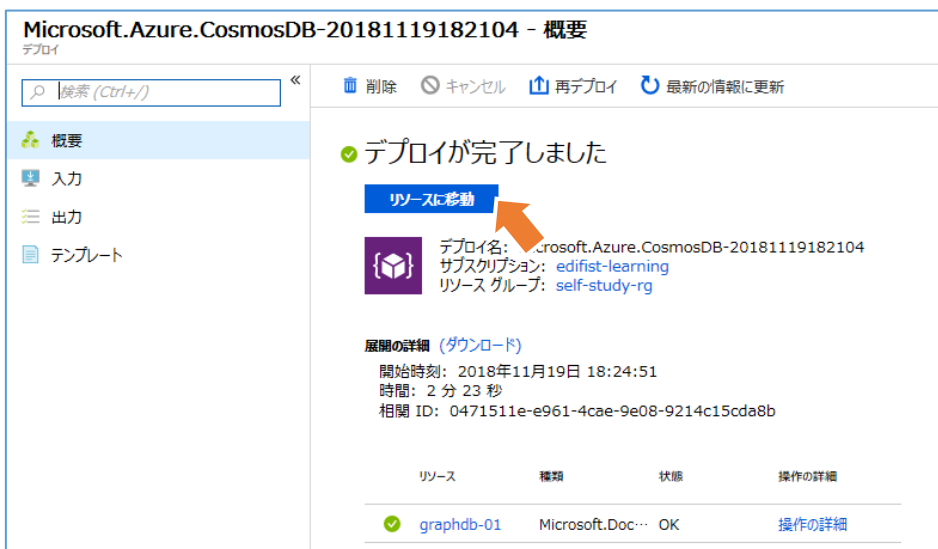 Microsoft.Azure.CosmosDB-20181119182104 - 概要
デプロイ
検索 (Ctrl+/)
«
削除 キャンセル 再デプロイ 最新の情報に更新
概要
入力
出力
テンプレート
デプロイが完了しました
リソースに移動
デプロイ名: crosoft.Azure.CosmosDB-20181119182104
サブスクリプション: edifist-learning
リソース グループ: self-study-rg
展開の詳細 (ダウンロード)
開始時刻: 2018年11月19日 18:24:51
時間: 2 分 23 秒
相関 ID: 0471511e-e961-4cae-9e08-9214c15cda8b
リソース 種類 状態 操作の詳細
graphdb-01 Microsoft.Doc… OK 操作の詳細